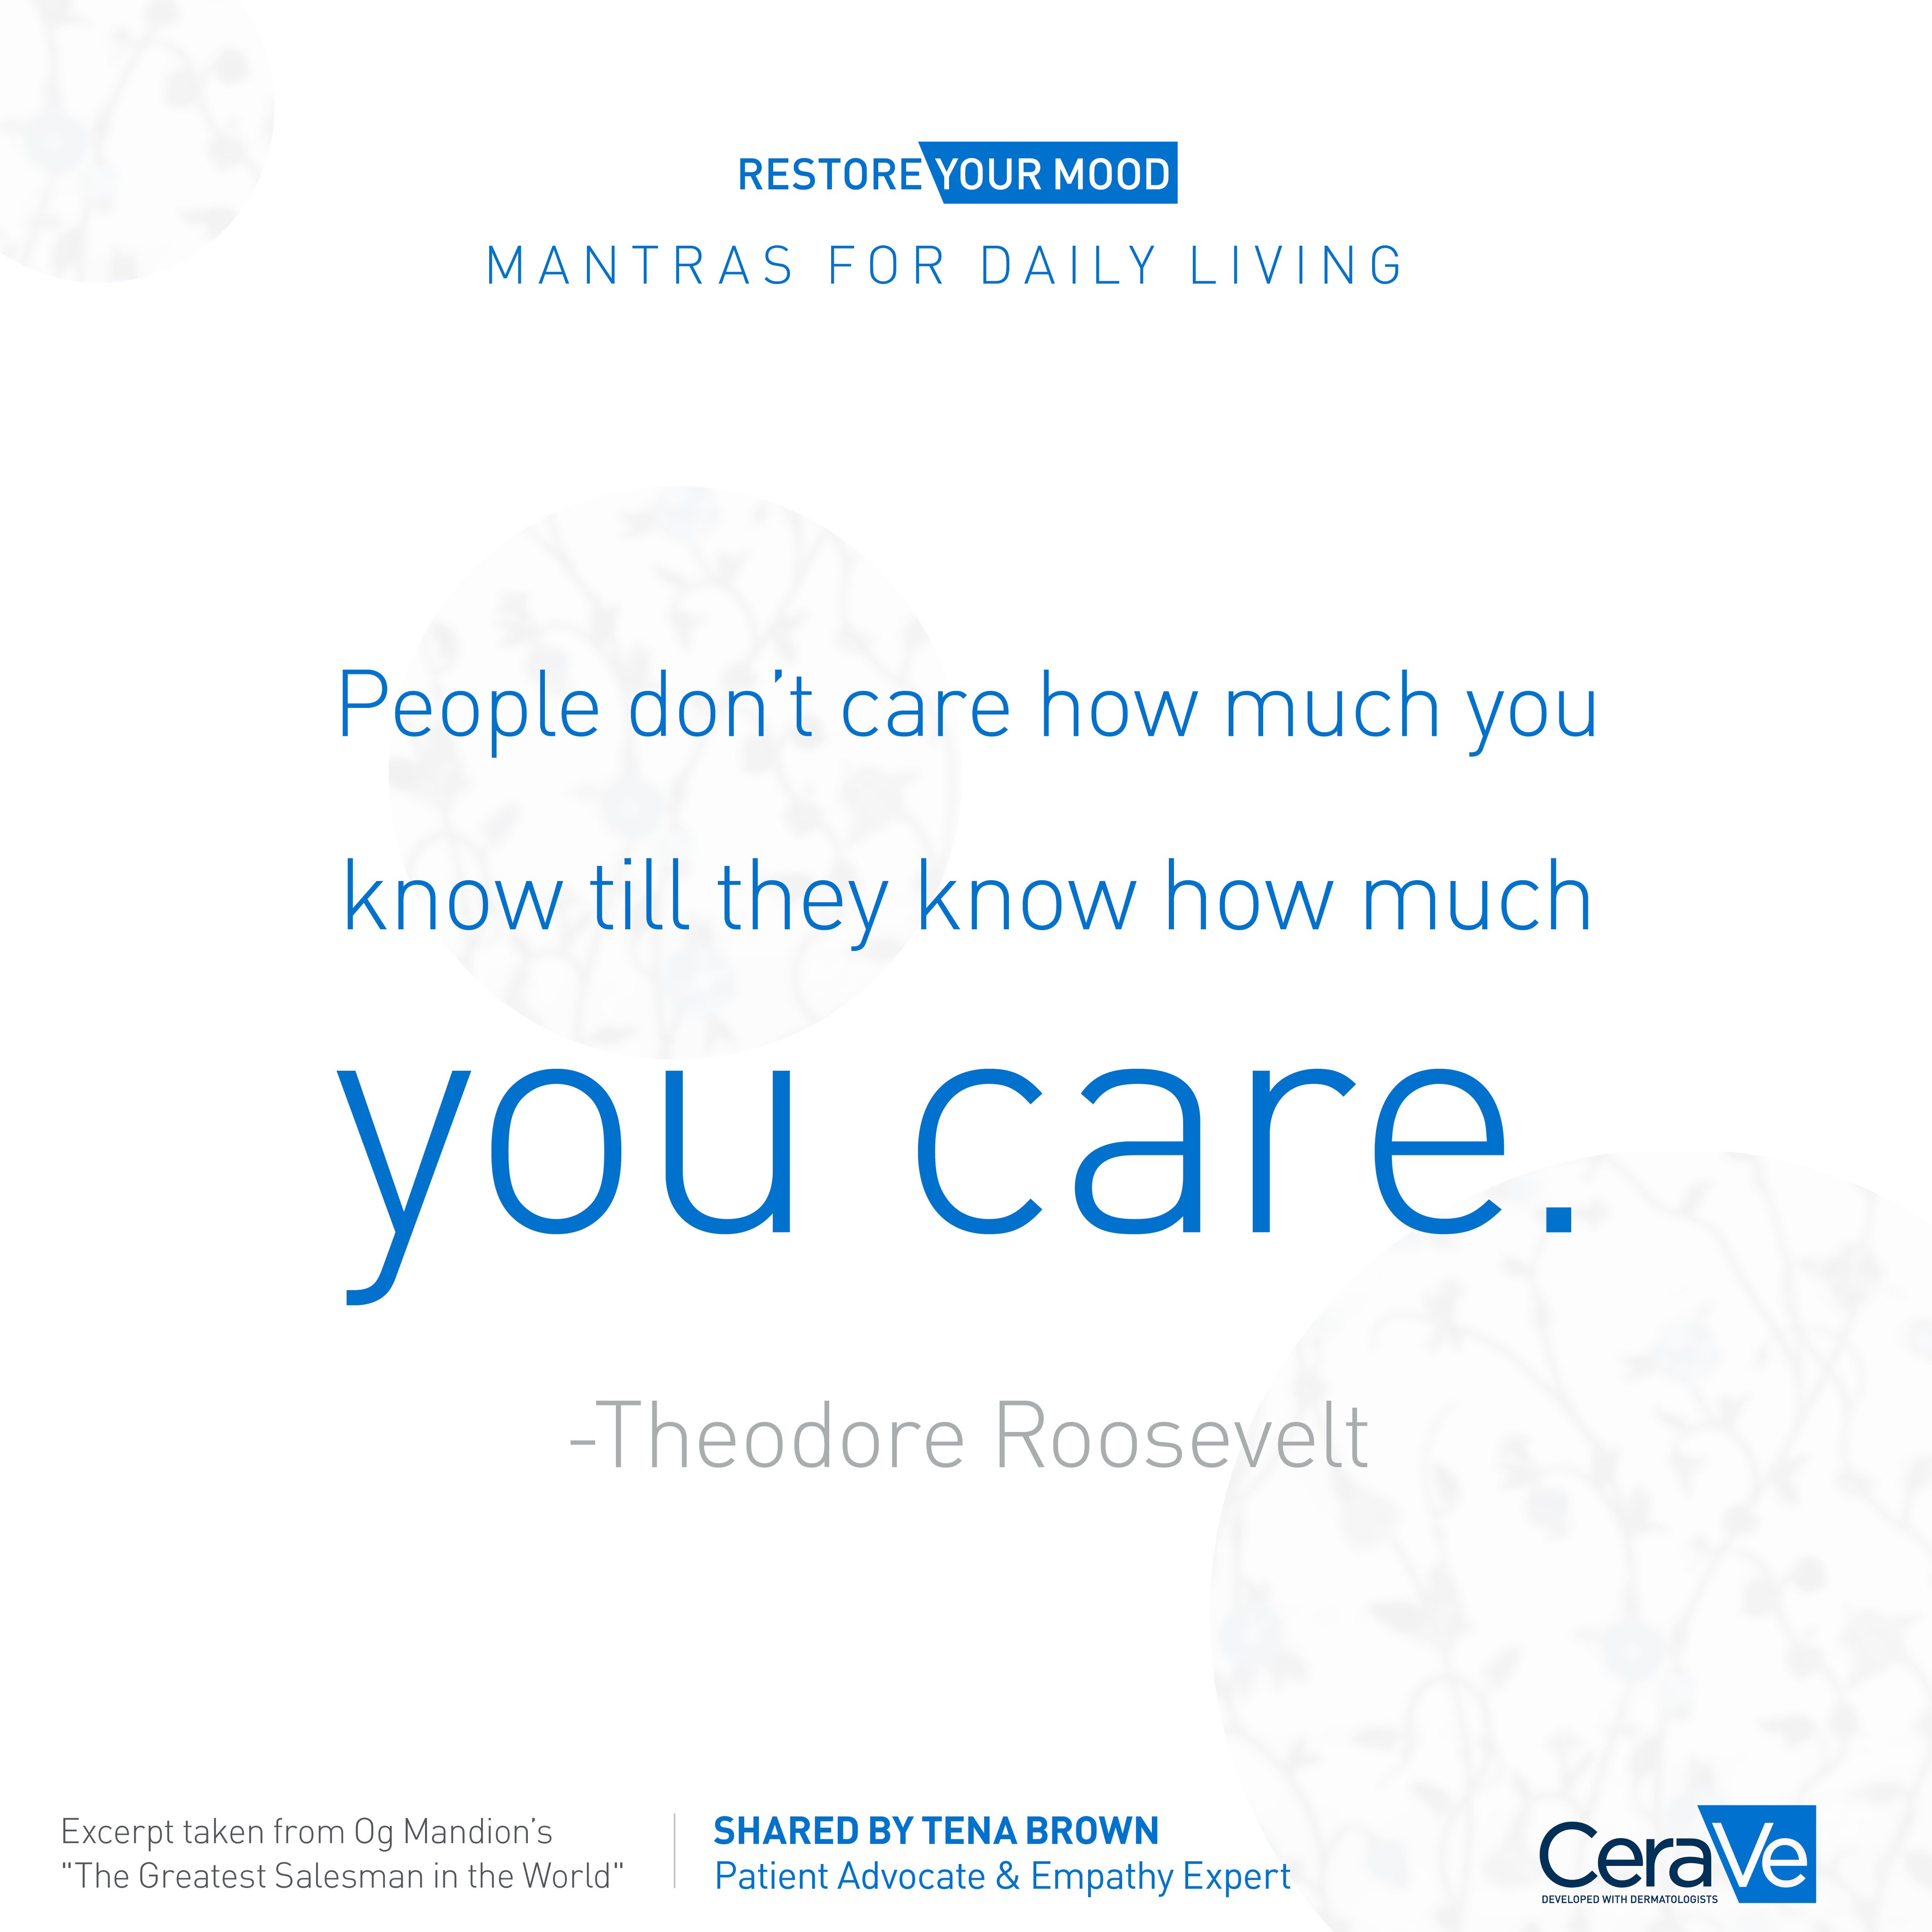 RESTORE YOUR MOOD
MANTRAS FOR DAILY LIVING
People don’t care how much you
know till they know how much
you care.
-Theodore Roosevelt
Excerpt taken from Og Mandion’s
"The Greatest Salesman in the World"
SHARED BY TENA BROWN
Patient Advocate & Empathy Expert
CeraVe
DEVELOPED WITH DERMATOLOGISTS